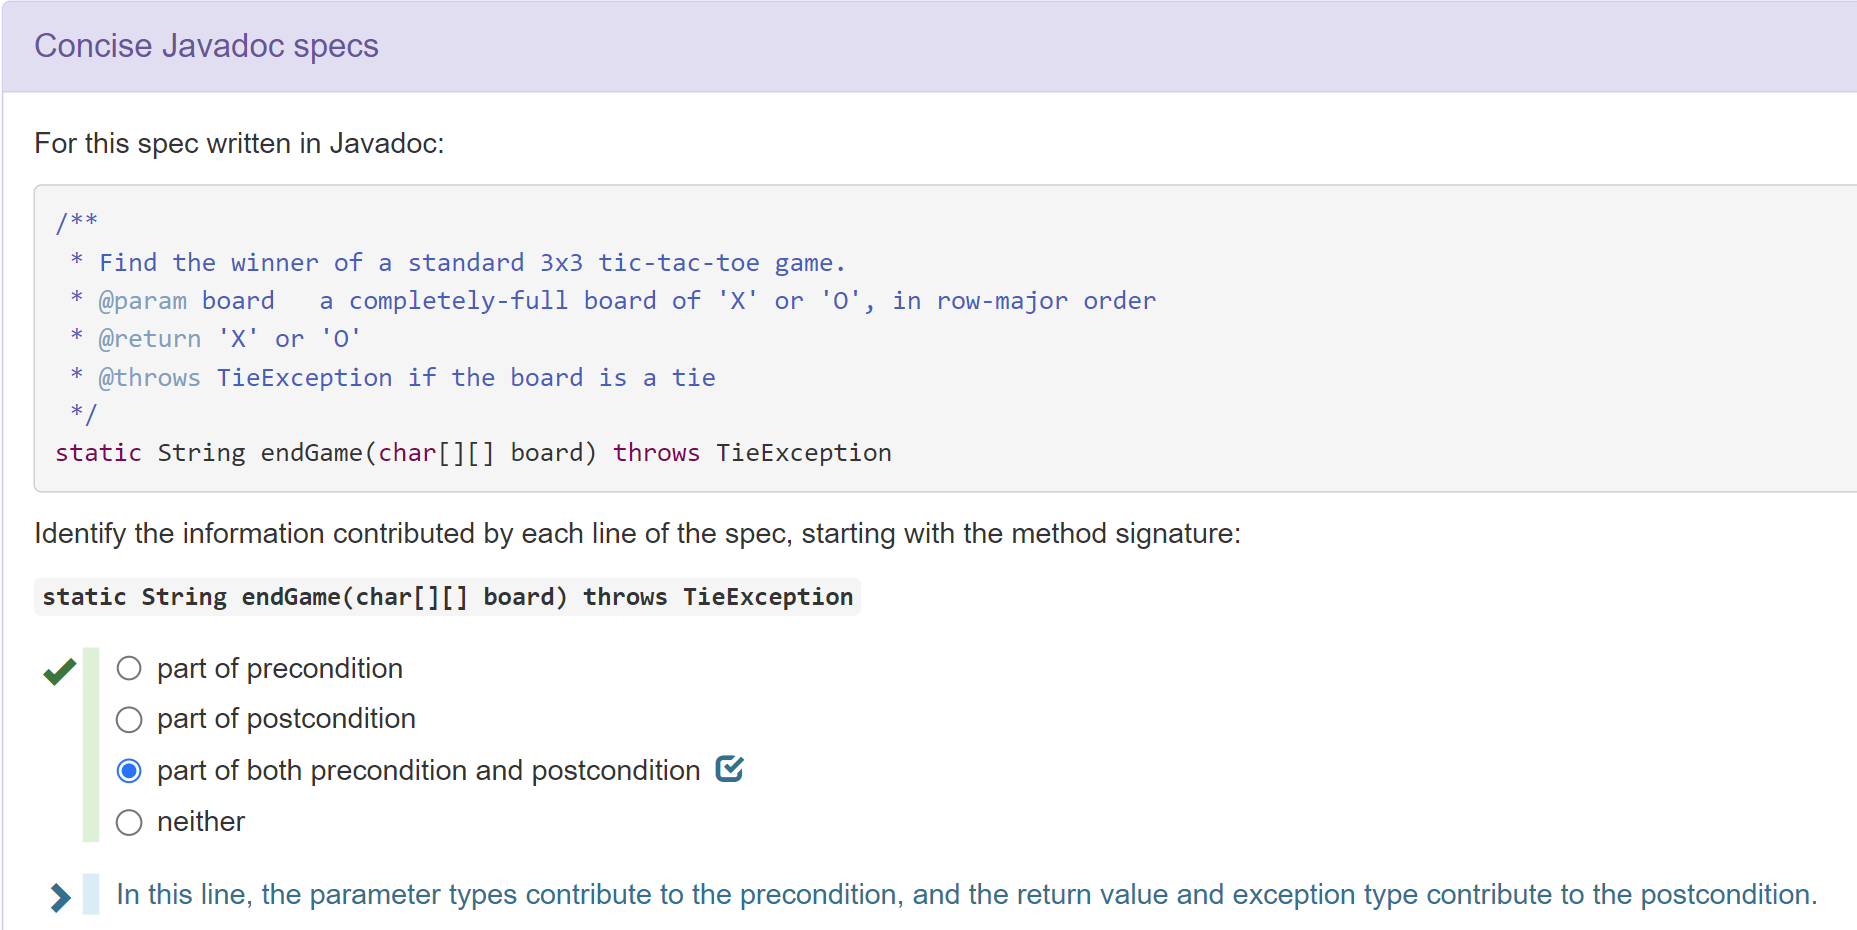 Concise Javadoc specs
For this spec written in Javadoc:
/**
 * Find the winner of a standard 3x3 tic-tac-toe game.
 * @param board   a completely-full board of 'X' or 'O', in row-major order
 * @return 'X' or 'O'
 * @throws TieException if the board is a tie
 */
static String endGame(char[][] board) throws TieException
Identify the information contributed by each line of the spec, starting with the method signature:
static String endGame(char[][] board) throws TieException
part of precondition
part of postcondition
part of both precondition and postcondition
neither
In this line, the parameter types contribute to the precondition, and the return value and exception type contribute to the postcondition.